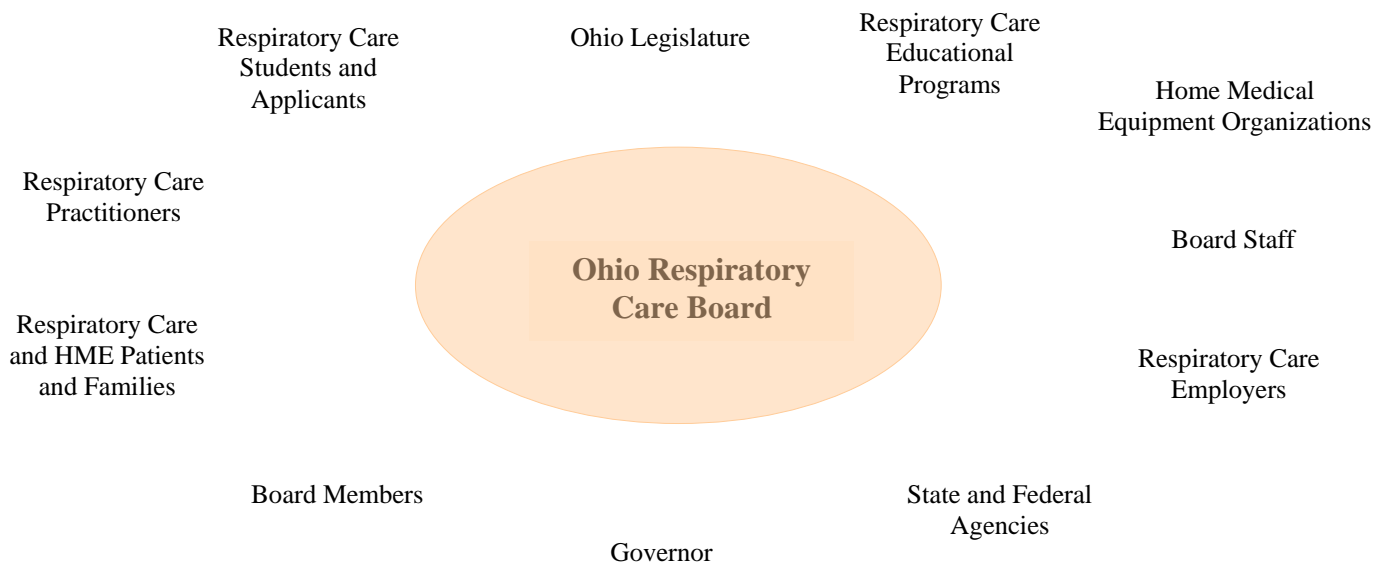 Respiratory Care
Students and
Applicants
Ohio Legislature
Respiratory Care
Educational
Programs
Home Medical
Equipment Organizations
Respiratory Care
Practitioners
Board Staff
Ohio Respiratory
Care Board
Respiratory Care
and HME Patients
and Families
Respiratory Care
Employers
Board Members
State and Federal
Agencies
Governor